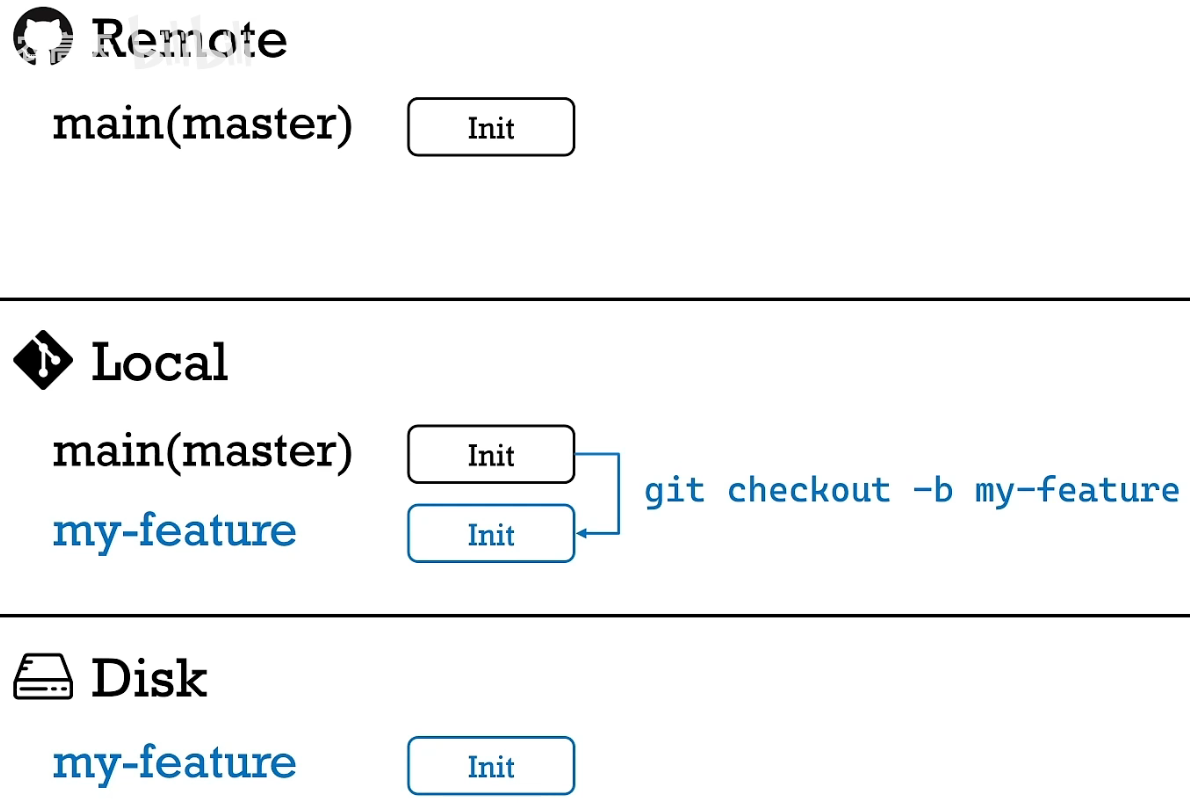 Remote
main(master) Init
Local
main(master) Init
git checkout -b my-feature
my-feature Init
Disk
my-feature Init